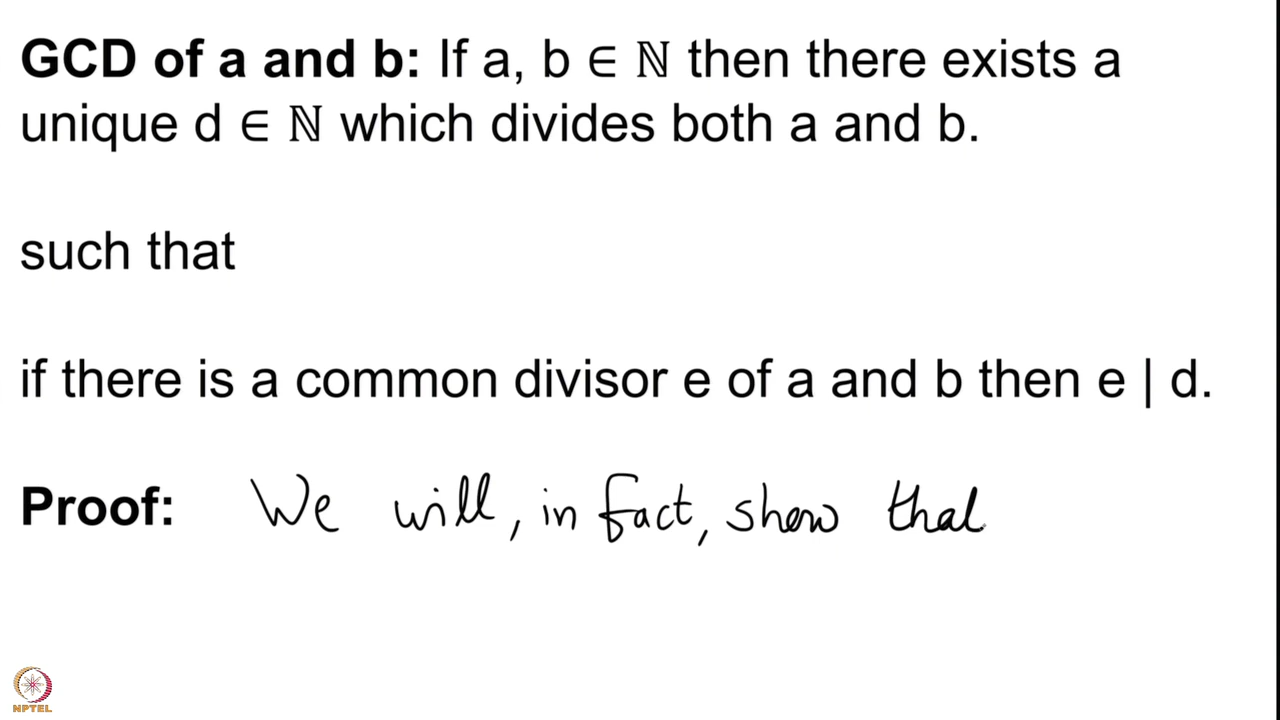 GCD of a and b: If a, b ∈ ℕ then there exists a
unique d ∈ ℕ which divides both a and b.
such that
if there is a common divisor e of a and b then e | d.
Proof: We will, in fact, show that
NPTEL